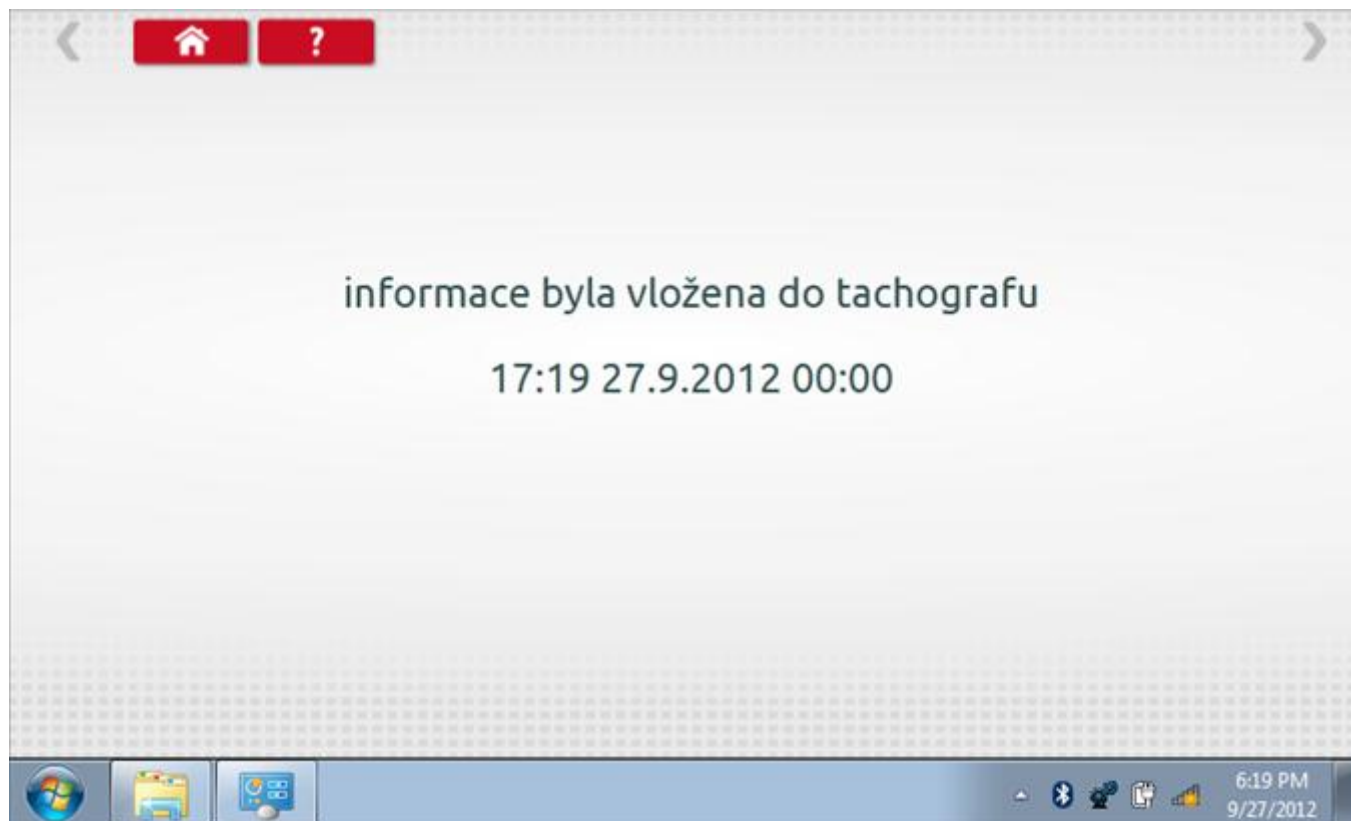 ?
informace byla vložena do tachografu
17:19 27.9.2012 00:00
6:19 PM
9/27/2012